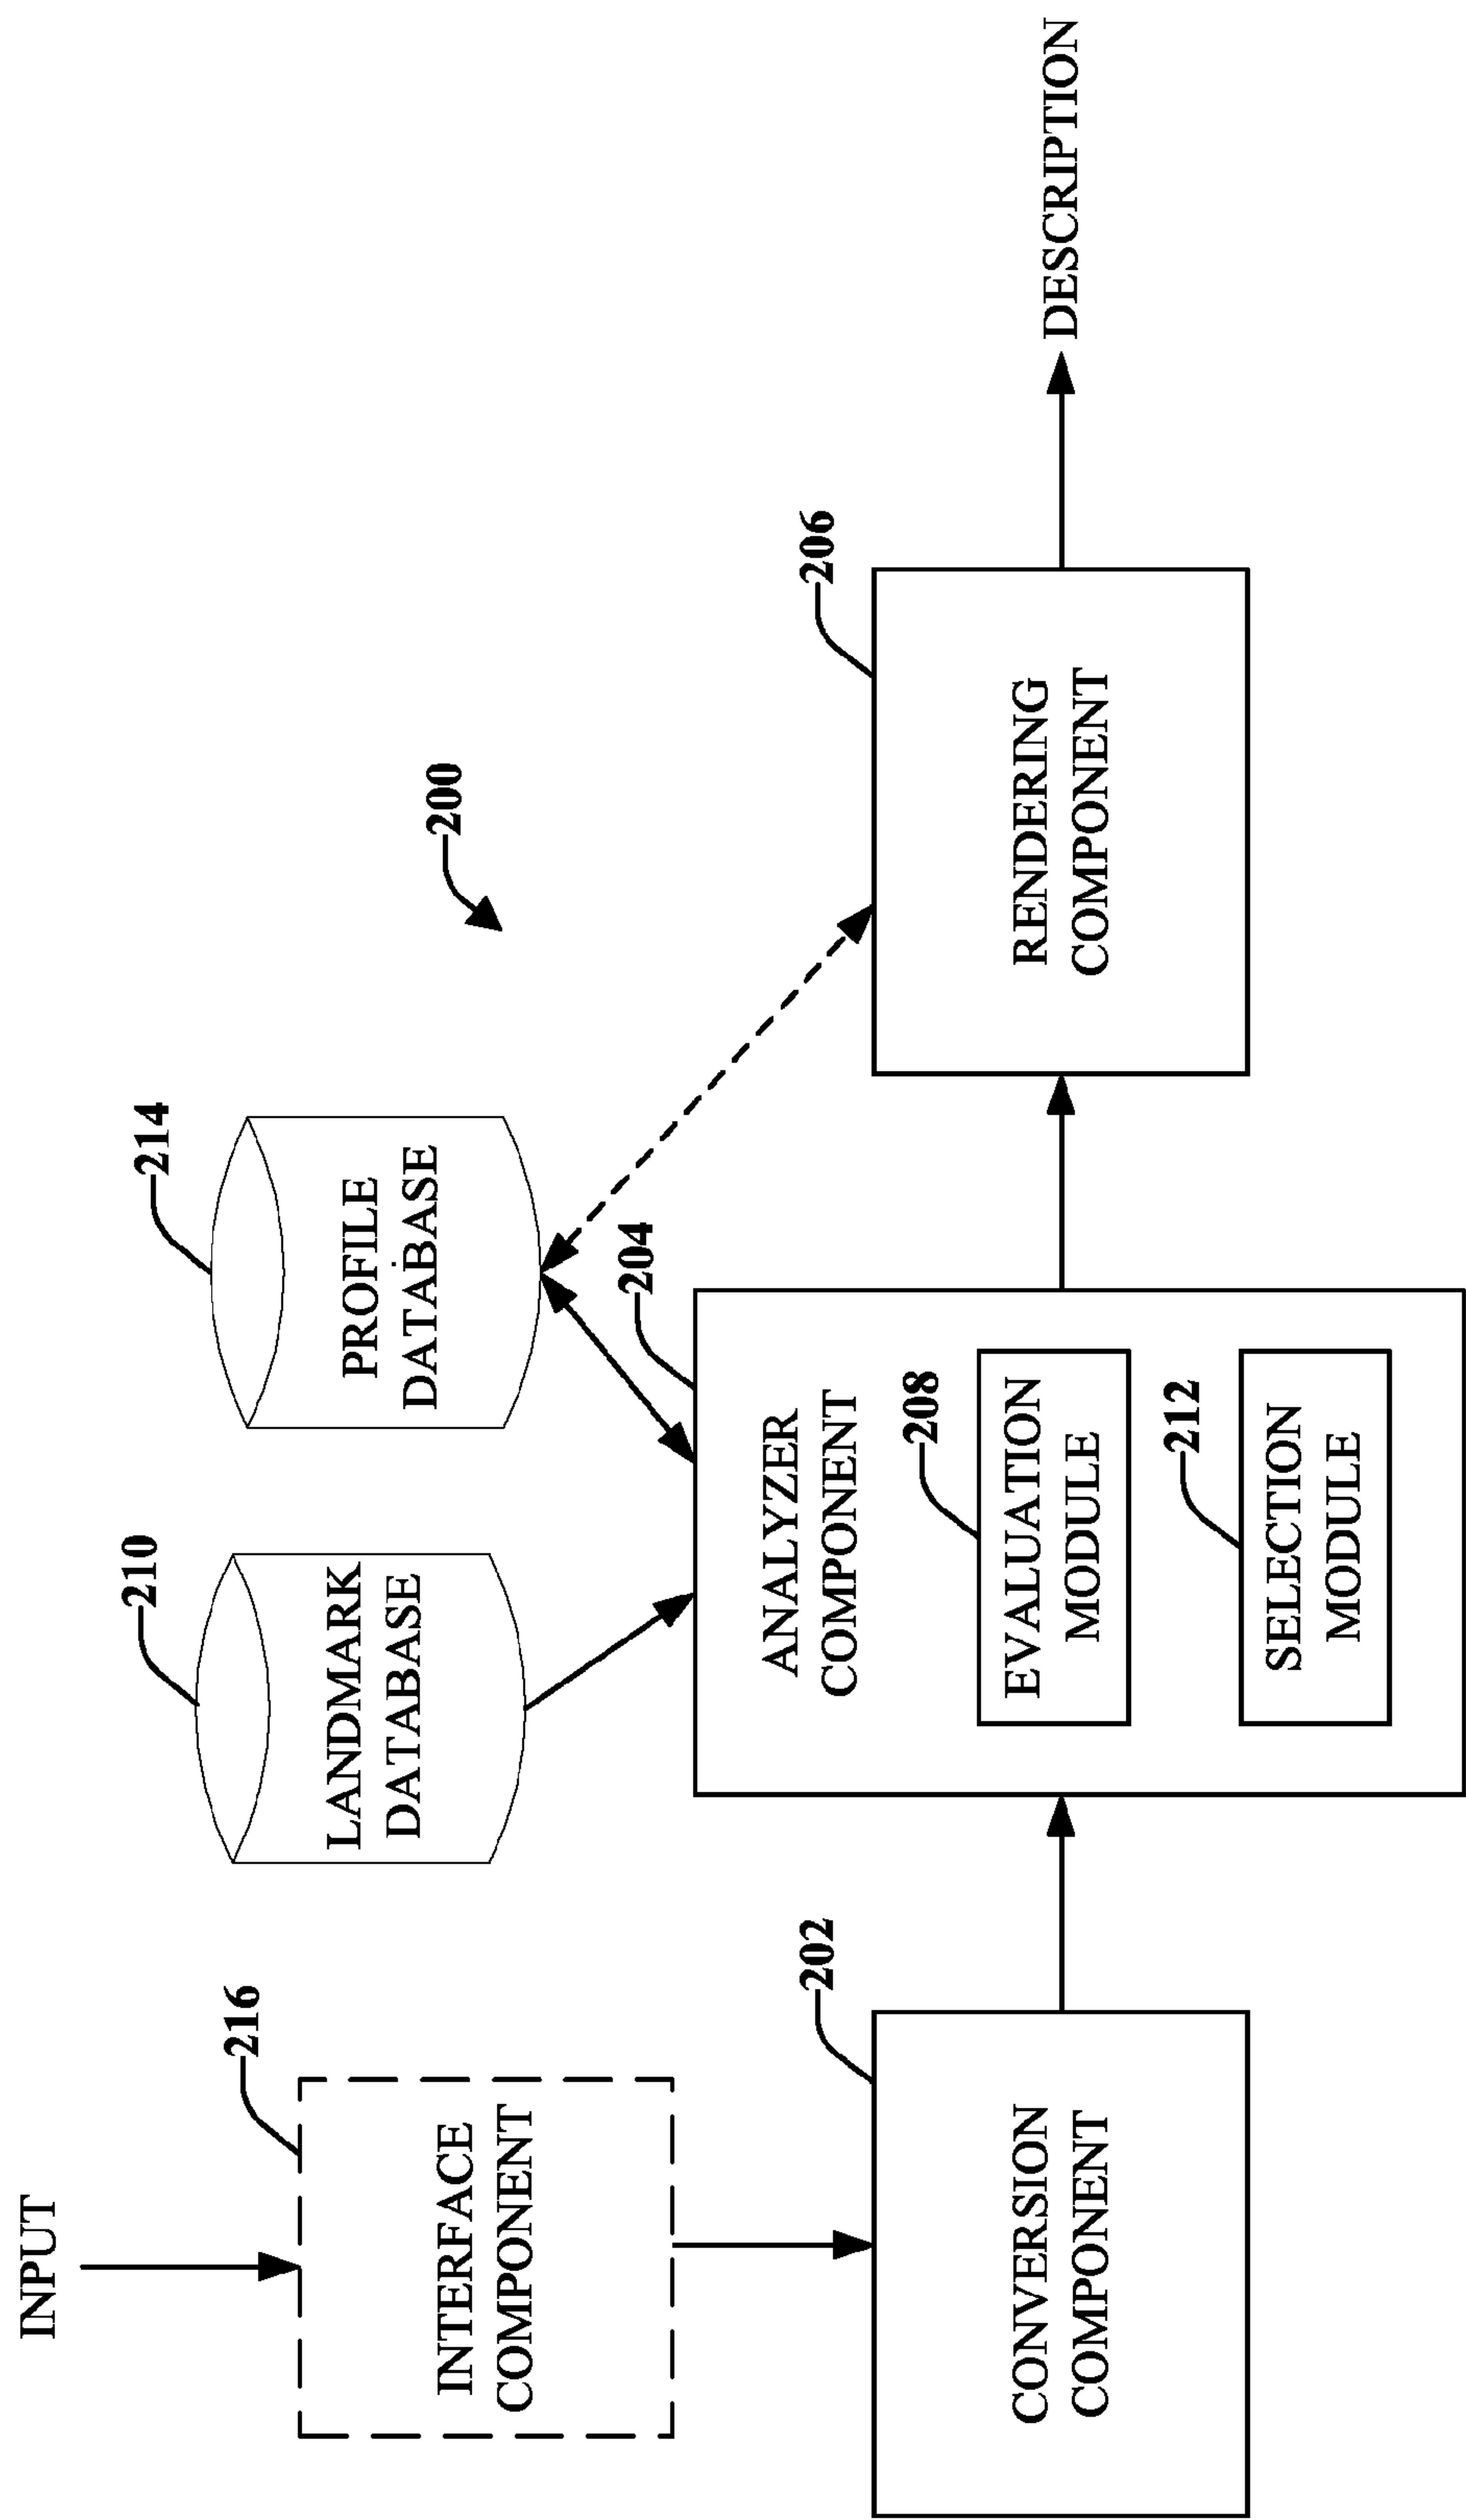 INPUT
216
INTERFACE
COMPONENT
210
LANDMARK
DATABASE
214
PROFILE
DATABASE
200
202
CONVERSION
COMPONENT
204
ANALYZER
COMPONENT
208
EVALUATION
MODULE
212
SELECTION
MODULE
206
RENDERING
COMPONENT
DESCRIPTION